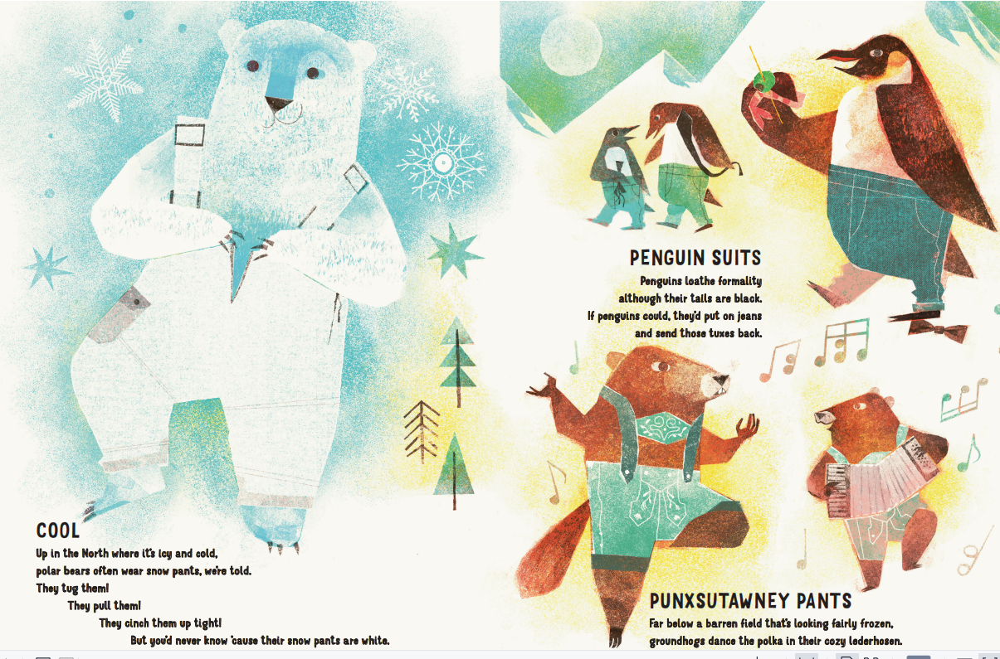 COOL
Up in the North where it's icy and cold,
polar bears often wear snow pants, we're told.
They tug them!
They pull them!
They cinch them up tight!
But you'd never know 'cause their snow pants are white.
PENGUIN SUITS
Penguins loathe formality
although their tails are black.
If penguins could, they'd put on jeans
and send those tuxes back.
PUNXSUTAWNEY PANTS
Far below a barren field that's looking fairly frozen,
groundhogs dance the polka in their cozy lederhosen.